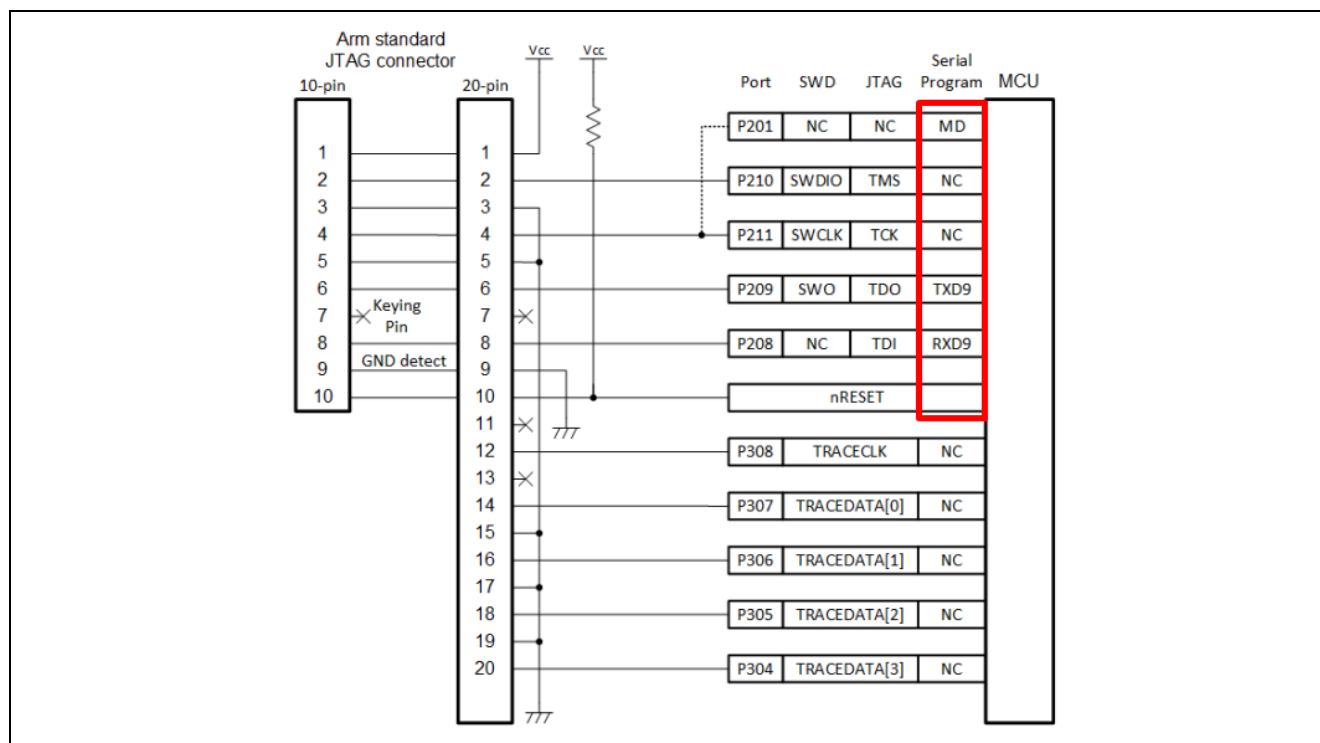 Arm standard
JTAG connector
10-pin
20-pin
Vcc
Vcc
Port SWD JTAG Serial Program MCU
P201 NC NC MD
1 1
2 2 P210 SWDIO TMS NC
3 3
4 4 P211 SWCLK TCK NC
5 5
6 6 P209 SWO TDO TXD9
7 Keying Pin 7
8 8 P208 NC TDI RXD9
9 GND detect 9
10 10 nRESET
11
12 P308 TRACECLK NC
13
14 P307 TRACEDATA[0] NC
15
16 P306 TRACEDATA[1] NC
17
18 P305 TRACEDATA[2] NC
19
20 P304 TRACEDATA[3] NC